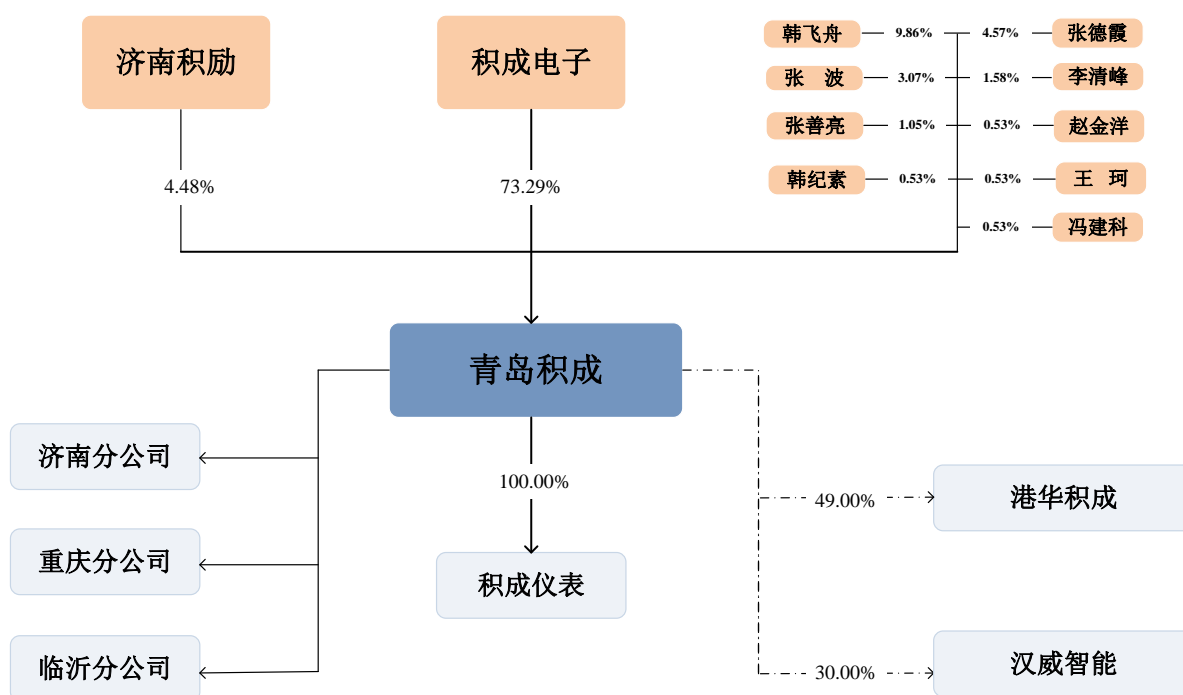 济南积励
积成电子
韩飞舟 9.86% 4.57% 张德霞
张 波 3.07% 1.58% 李清峰
张善亮 1.05% 0.53% 赵金洋
韩纪素 0.53% 0.53% 王 珂
0.53% 冯建科
4.48%
73.29%
青岛积成
济南分公司
重庆分公司
临沂分公司
100.00%
积成仪表
49.00%
港华积成
30.00%
汉威智能